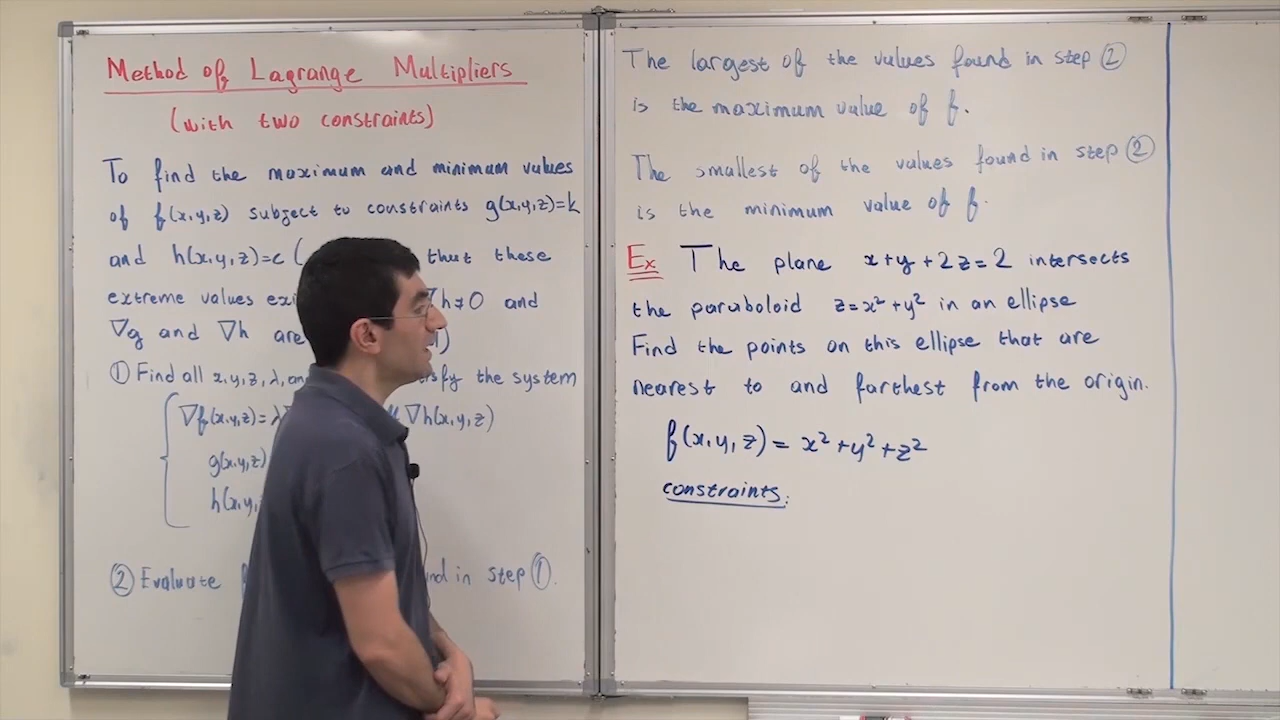 Method of Lagrange Multipliers
(with two constraints)
To find the maximum and minimum values
of f(x,y,z) subject to constraints g(x,y,z)=k
and h(x,y,z)=c ( that these
extreme values exi ∇h≠0 and
∇g and ∇h are )
① Find all x,y,z,λ, the system
∇f(x,y,z)=λ ∇h(x,y,z)
g(x,y,z)
h(x,y,
② Evaluate in step ①.
The largest of the values found in step ②
is the maximum value of f.
The smallest of the values found in step ②
is the minimum value of f.
Ex The plane x+y+2z=2 intersects
the paraboloid z=x²+y² in an ellipse
Find the points on this ellipse that are
nearest to and farthest from the origin.
f(x,y,z)= x²+y²+z²
constraints: